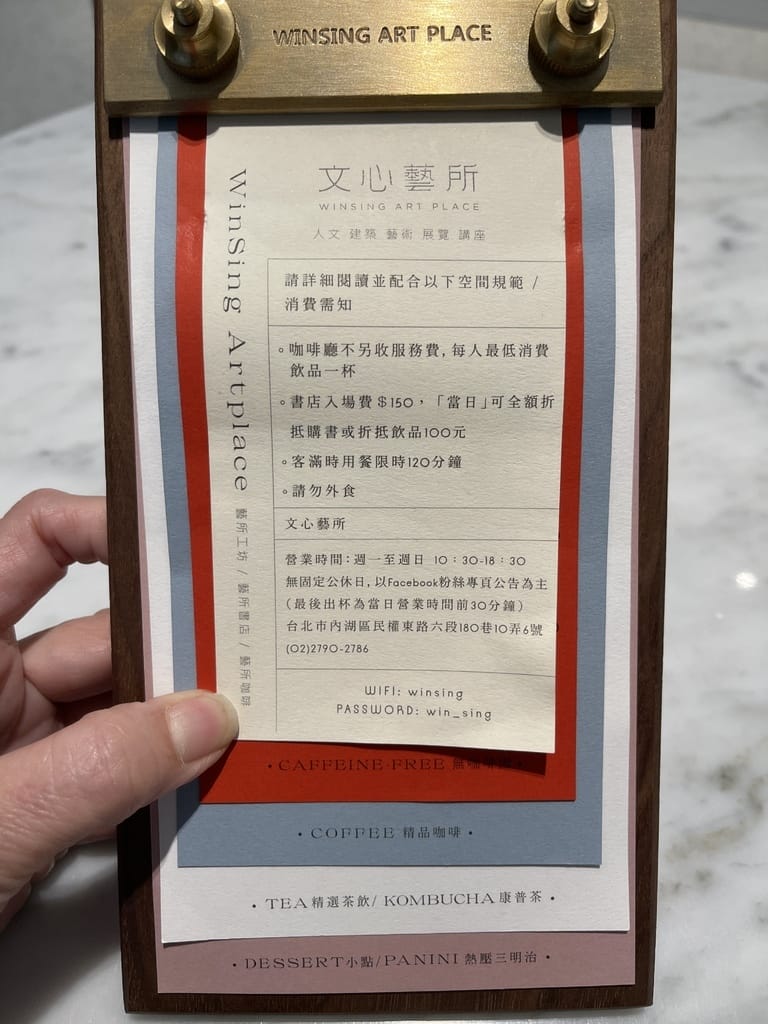 WINSING ART PLACE
文心藝所
WINSING ART PLACE
人文 建築 藝術 展覽 講座
WinSing Artplace 藝所工坊 / 藝所書店 / 藝所咖啡
請詳細閱讀並配合以下空間規範 /
消費需知
。咖啡廳不另收服務費, 每人最低消費
飲品一杯
。書店入場費 $150，「當日」可全額折
抵購書或折抵飲品100元
。客滿時用餐限時120分鐘
。請勿外食
文心藝所
營業時間：週一至週日 10：30-18：30
無固定公休日, 以Facebook粉絲專頁公告為主
(最後出杯為當日營業時間前30分鐘)
台北市內湖區民權東路六段180巷10弄6號
(02)2790-2786
WIFI: winsing
PASSWORD: win_sing
• CAFFEINE-FREE 無咖啡因 •
• COFFEE 精品咖啡 •
• TEA 精選茶飲/ KOMBUCHA 康普茶 •
• DESSERT小點/PANINI 熱壓三明治 •